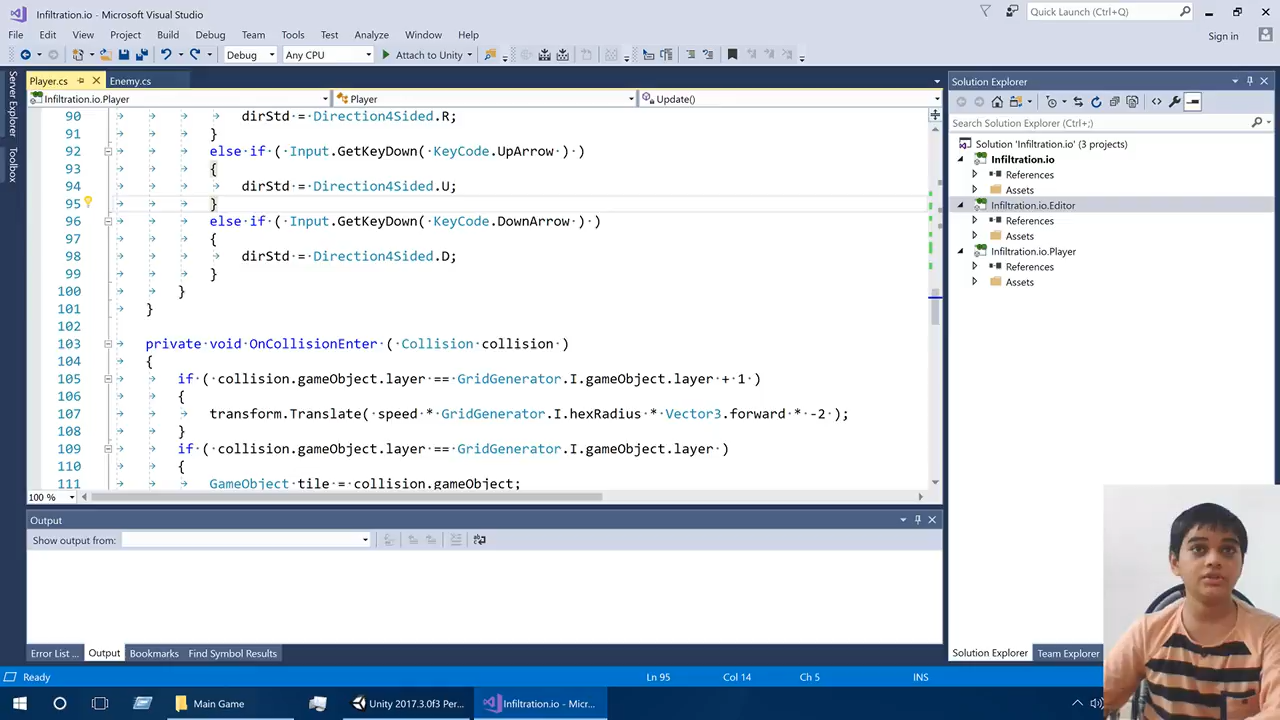 Infiltration.io - Microsoft Visual Studio
Quick Launch (Ctrl+Q)
File Edit View Project Build Debug Team Tools Test Analyze Window Help
Sign in
Debug Any CPU Attach to Unity
Server Explorer
Toolbox
Player.cs Enemy.cs
Infiltration.io.Player Player Update()
90 dirStd = Direction4Sided.R;
91 }
92 else if ( Input.GetKeyDown( KeyCode.UpArrow ) )
93 {
94 dirStd = Direction4Sided.U;
95 }
96 else if ( Input.GetKeyDown( KeyCode.DownArrow ) )
97 {
98 dirStd = Direction4Sided.D;
99 }
100 }
101 }
102
103 private void OnCollisionEnter ( Collision collision )
104 {
105 if ( collision.gameObject.layer == GridGenerator.I.gameObject.layer + 1 )
106 {
107 transform.Translate( speed * GridGenerator.I.hexRadius * Vector3.forward * -2 );
108 }
109 if ( collision.gameObject.layer == GridGenerator.I.gameObject.layer )
110 {
111 GameObject tile = collision.gameObject;
100 %
Solution Explorer
Search Solution Explorer (Ctrl+;)
Solution 'Infiltration.io' (3 projects)
Infiltration.io
References
Assets
Infiltration.io.Editor
References
Assets
Infiltration.io.Player
References
Assets
Output
Show output from:
Error List ... Output Bookmarks Find Symbol Results
Solution Explorer Team Explorer
Ready Ln 95 Col 14 Ch 5 INS
Main Game Unity 2017.3.0f3 Pe... Infiltration.io - Micr...